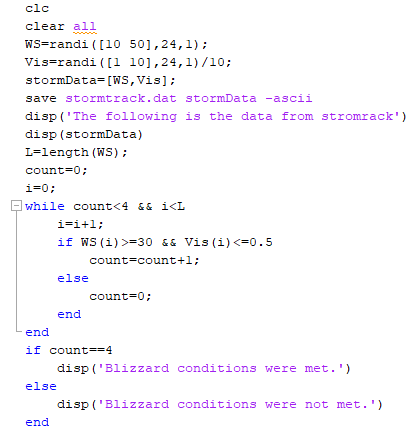 clc
clear all
WS=randi([10 50],24,1);
Vis=randi([1 10],24,1)/10;
stormData=[WS,Vis];
save stormtrack.dat stormData -ascii
disp('The following is the data from stromrack')
disp(stormData)
L=length(WS);
count=0;
i=0;
while count<4 && i<L
    i=i+1;
    if WS(i)>=30 && Vis(i)<=0.5
        count=count+1;
    else
        count=0;
    end
end
if count==4
    disp('Blizzard conditions were met.')
else
    disp('Blizzard conditions were not met.')
end